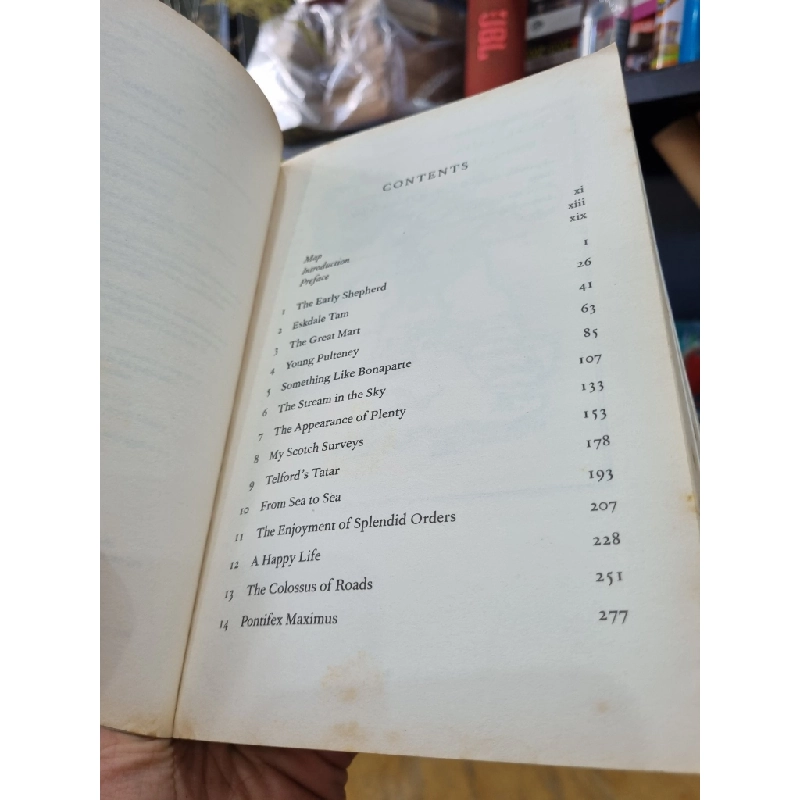 JBL
CONTENTS
Map xi
Introduction xiii
Preface xix
1 The Early Shepherd 1
2 Eskdale Tam 26
3 The Great Mart 41
4 Young Pulteney 63
5 Something Like Bonaparte 85
6 The Stream in the Sky 107
7 The Appearance of Plenty 133
8 My Scotch Surveys 153
9 Telford's Tatar 178
10 From Sea to Sea 193
11 The Enjoyment of Splendid Orders 207
12 A Happy Life 228
13 The Colossus of Roads 251
14 Pontifex Maximus 277